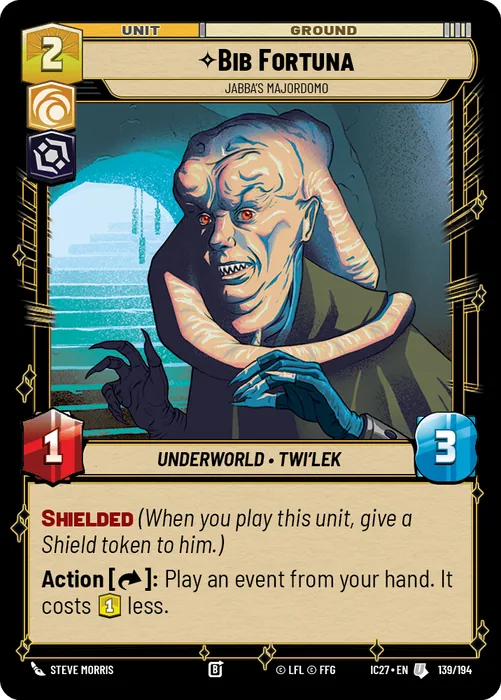 UNIT GROUND
2
BIB FORTUNA
JABBA'S MAJORDOMO
1
3
UNDERWORLD • TWI'LEK
SHIELDED (When you play this unit, give a
Shield token to him.)
Action [↷]: Play an event from your hand. It
costs 1 less.
STEVE MORRIS B © LFL © FFG IC27 • EN U 139/194